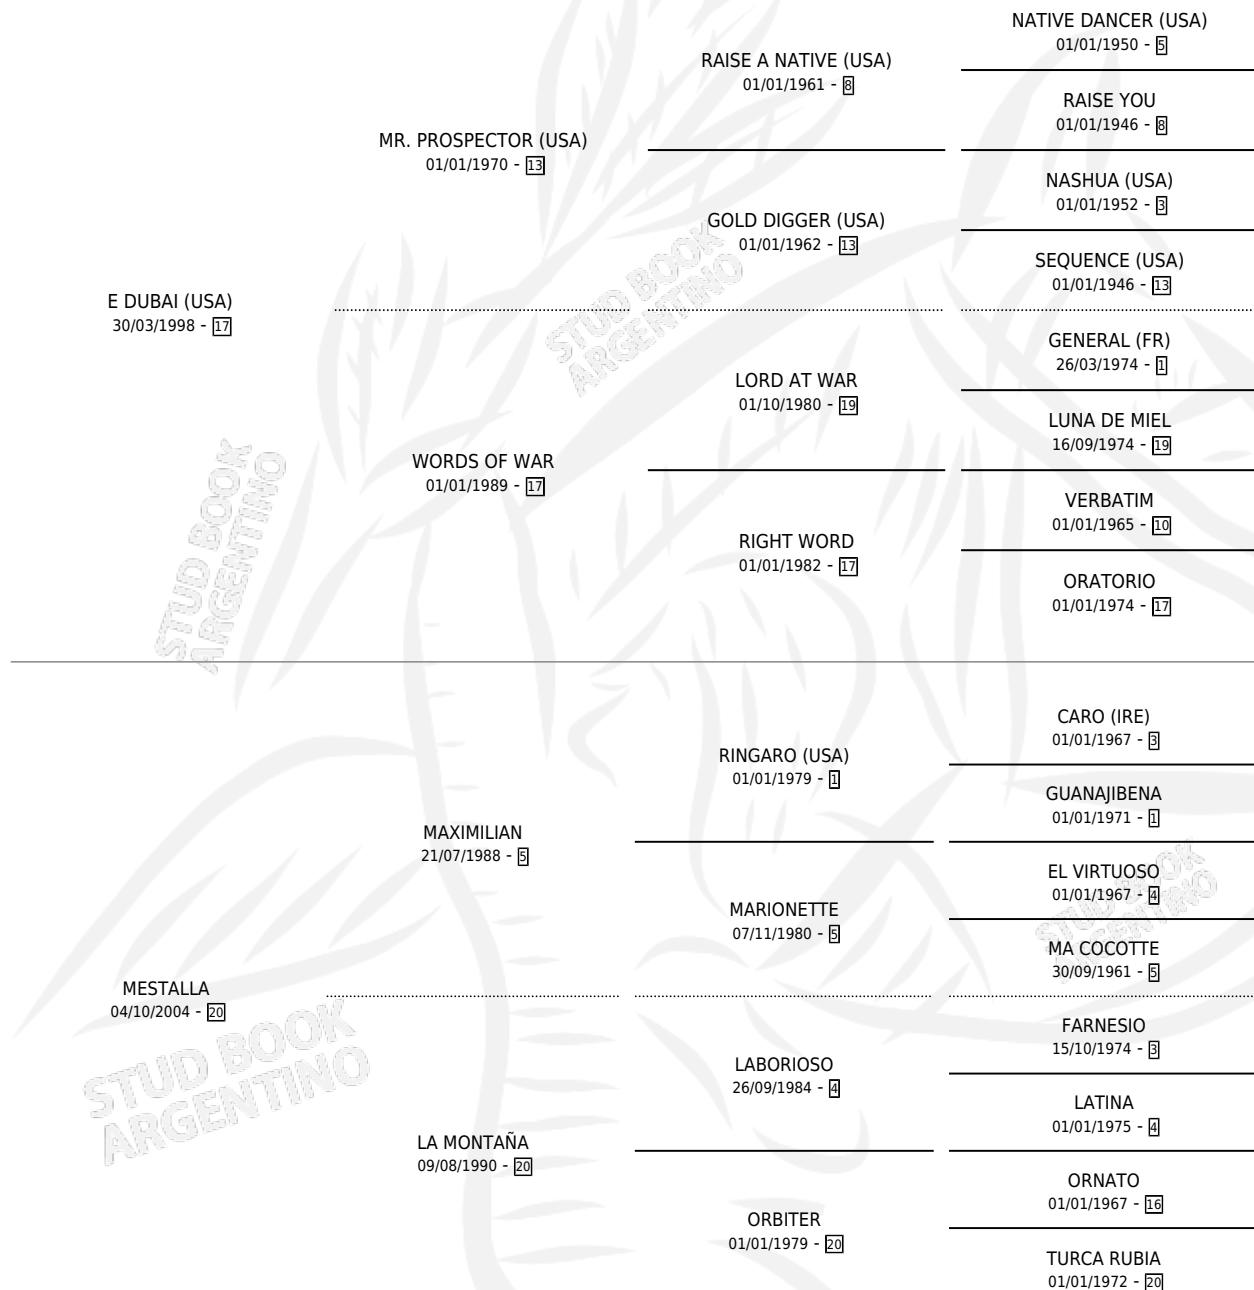 NATIVE DANCER (USA)
01/01/1950 - 5
RAISE A NATIVE (USA)
01/01/1961 - 8
RAISE YOU
01/01/1946 - 8
MR. PROSPECTOR (USA)
01/01/1970 - 13
NASHUA (USA)
01/01/1952 - 3
GOLD DIGGER (USA)
01/01/1962 - 13
SEQUENCE (USA)
01/01/1946 - 13
E DUBAI (USA)
30/03/1998 - 17
STUD BOOK
ARGENTINO
GENERAL (FR)
26/03/1974 - 1
LORD AT WAR
01/10/1980 - 19
LUNA DE MIEL
16/09/1974 - 19
WORDS OF WAR
01/01/1989 - 17
VERBATIM
01/01/1965 - 10
RIGHT WORD
01/01/1982 - 17
ORATORIO
01/01/1974 - 17
STUD BOOK
ARGENTINO
CARO (IRE)
01/01/1967 - 3
RINGARO (USA)
01/01/1979 - 1
GUANAJIBENA
01/01/1971 - 1
MAXIMILIAN
21/07/1988 - 5
EL VIRTUOSO
01/01/1967 - 4
MARIONETTE
07/11/1980 - 5
MA COCOTTE
30/09/1961 - 5
STUD BOOK
ARGENTINO
MESTALLA
04/10/2004 - 20
FARNESIO
15/10/1974 - 3
LABORIOSO
26/09/1984 - 4
LATINA
01/01/1975 - 4
LA MONTAÑA
09/08/1990 - 20
ORNATO
01/01/1967 - 16
ORBITER
01/01/1979 - 20
TURCA RUBIA
01/01/1972 - 20
STUD BOOK
ARGENTINO